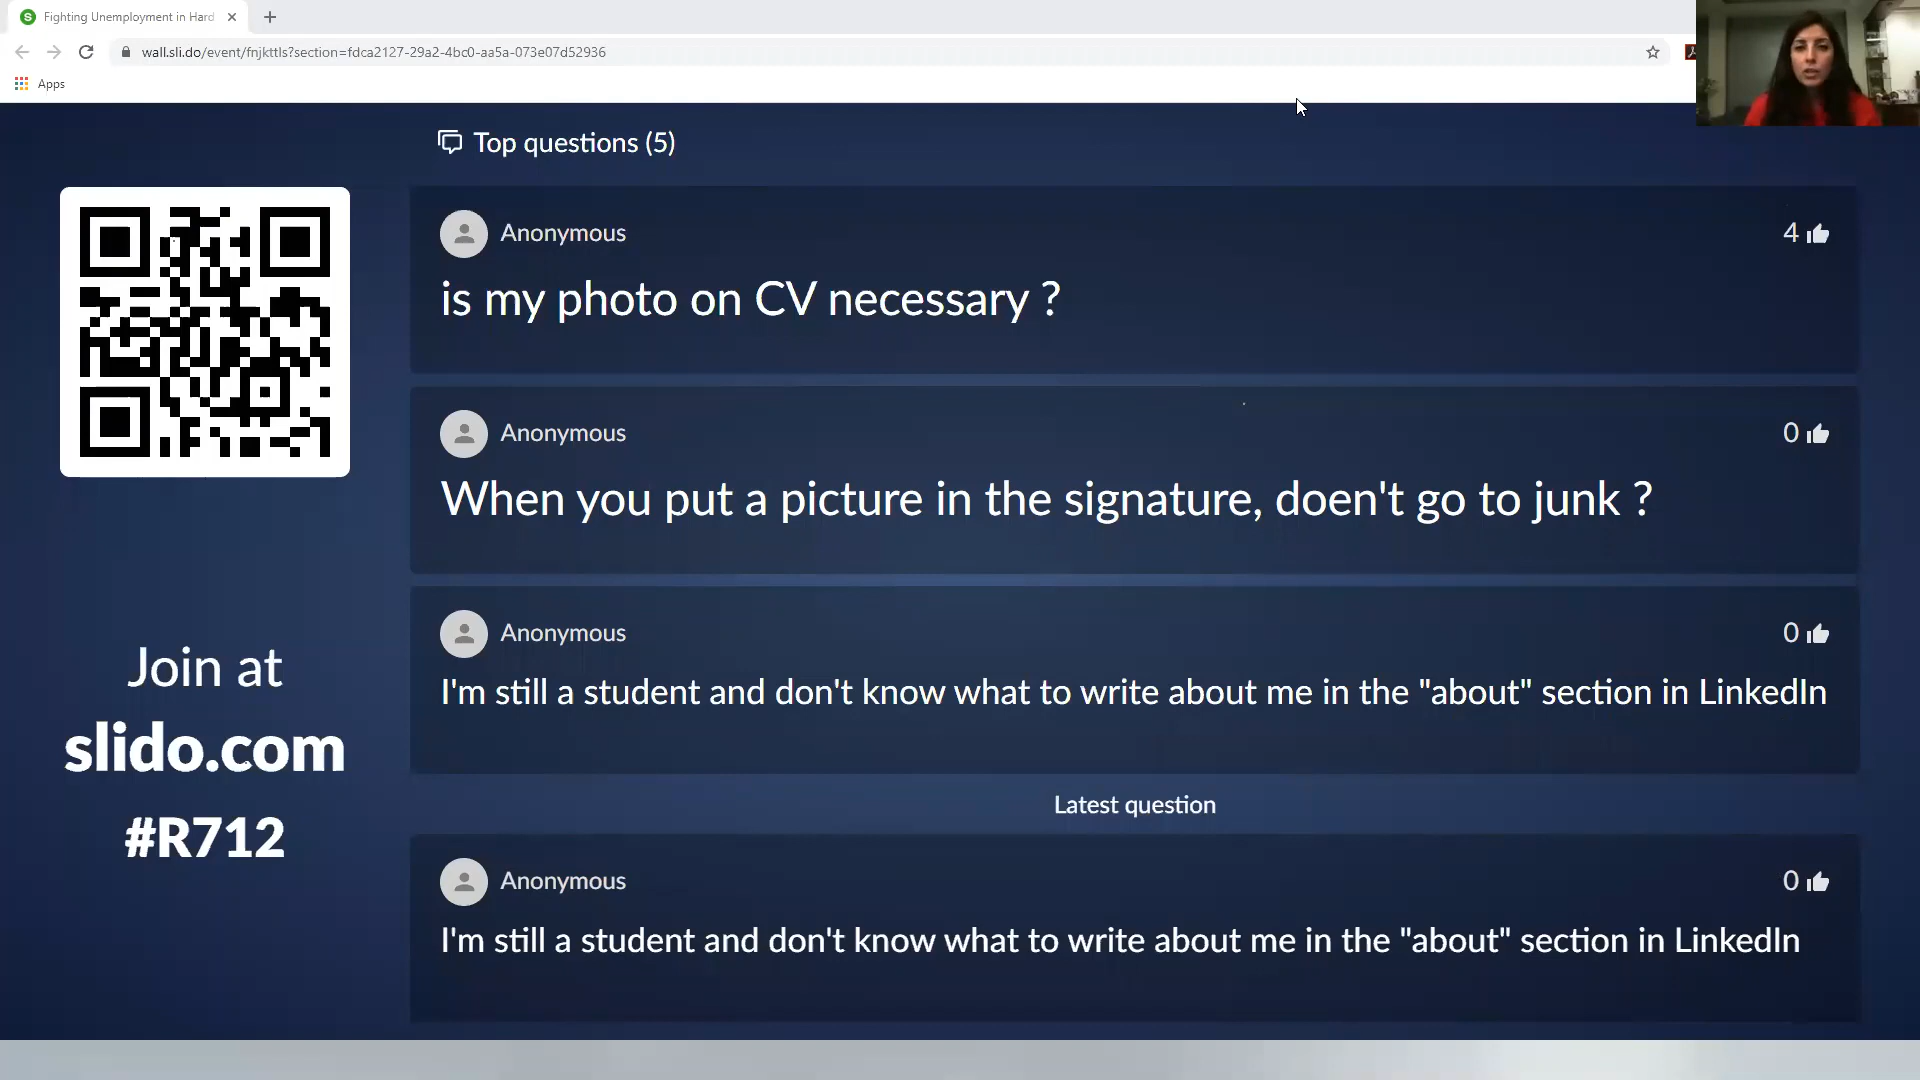 Fighting Unemployment in Hard
wall.sli.do/event/fnjkttls?section=fdca2127-29a2-4bc0-aa5a-073e07d52936
Apps
Top questions (5)
Anonymous
4
is my photo on CV necessary ?
Anonymous
0
When you put a picture in the signature, doen't go to junk ?
Anonymous
0
I'm still a student and don't know what to write about me in the "about" section in LinkedIn
Latest question
Anonymous
0
I'm still a student and don't know what to write about me in the "about" section in LinkedIn
Join at
slido.com
#R712